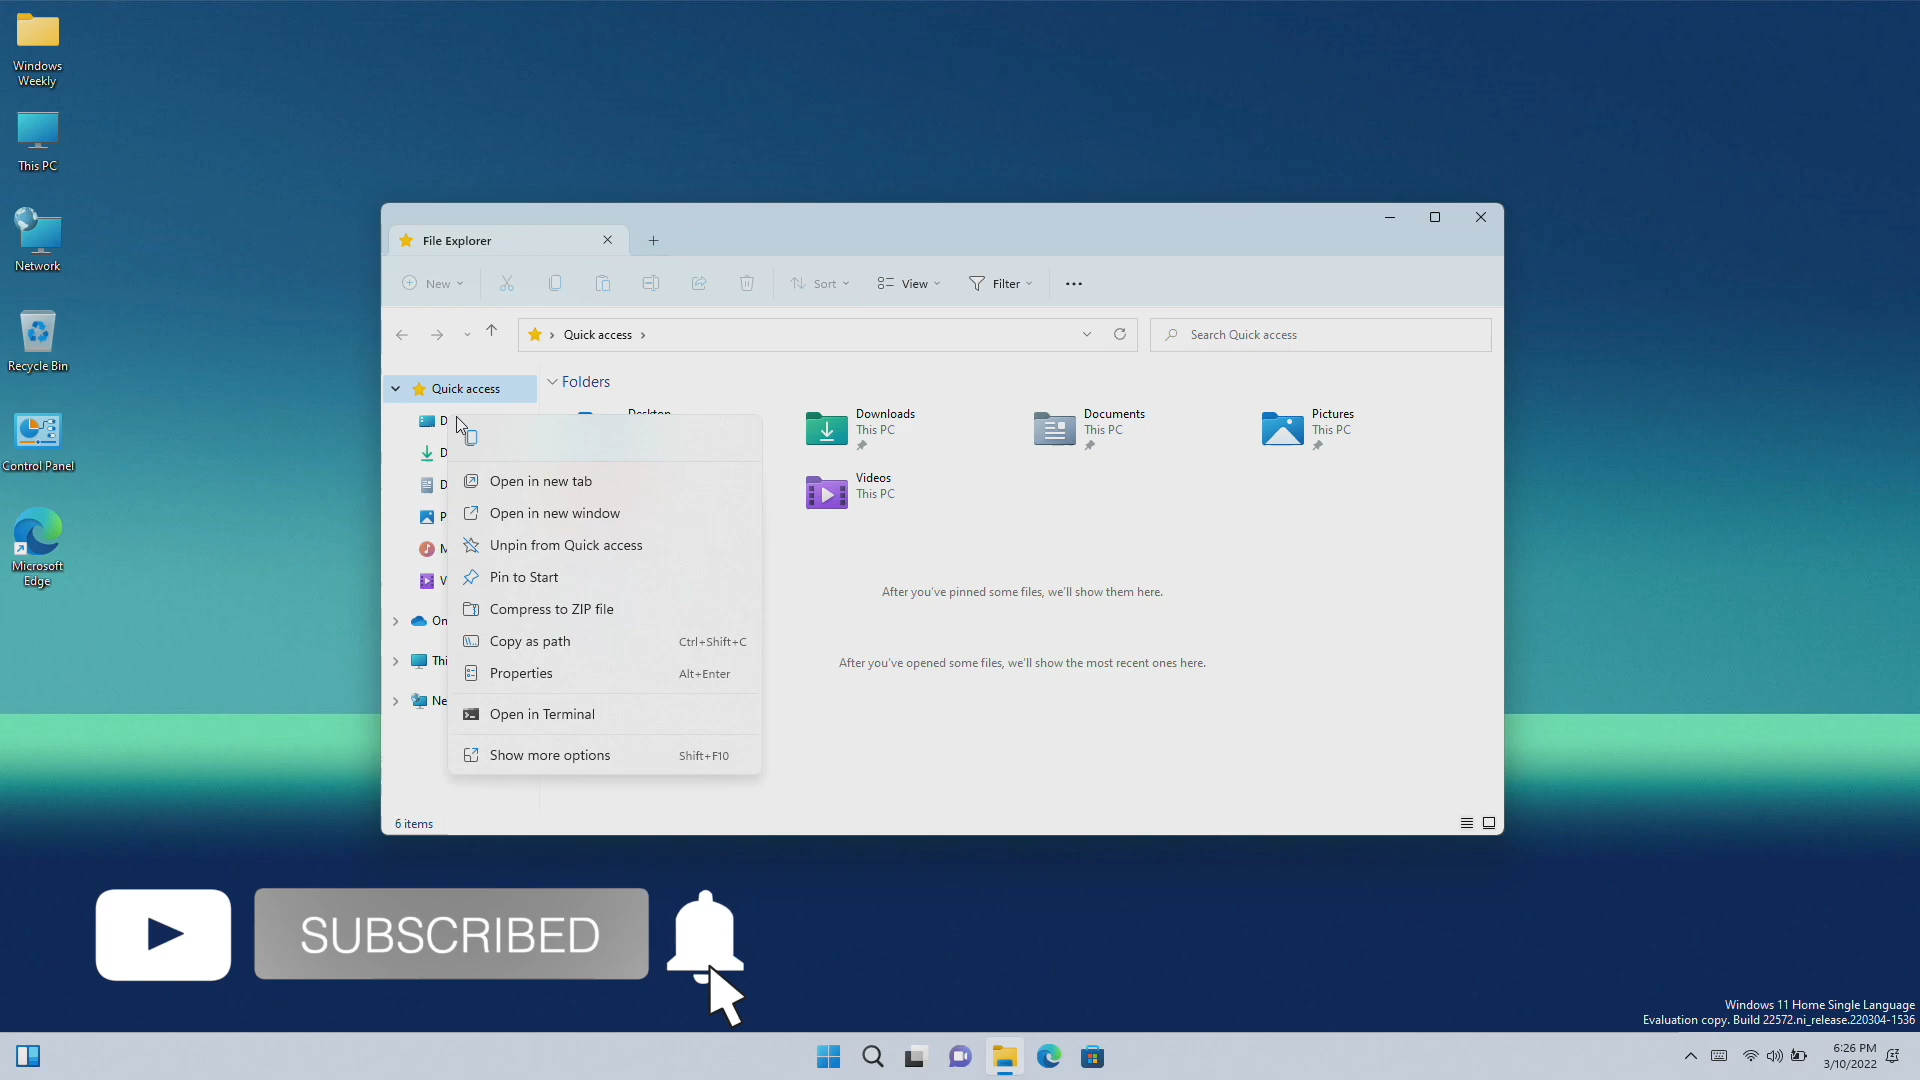 Windows
Weekly
This PC
Network
Recycle Bin
Control Panel
Microsoft
Edge
File Explorer
New
Sort
View
Filter
Quick access
Search Quick access
Quick access
D
D
D
P
M
V
On
Thi
Ne
Folders
Desktop
Downloads
This PC
Documents
This PC
Pictures
This PC
Videos
This PC
After you've pinned some files, we'll show them here.
After you've opened some files, we'll show the most recent ones here.
Open in new tab
Open in new window
Unpin from Quick access
Pin to Start
Compress to ZIP file
Copy as path Ctrl+Shift+C
Properties Alt+Enter
Open in Terminal
Show more options Shift+F10
6 items
SUBSCRIBED
Windows 11 Home Single Language
Evaluation copy. Build 22572.ni_release.220304-1536
6:26 PM
3/10/2022